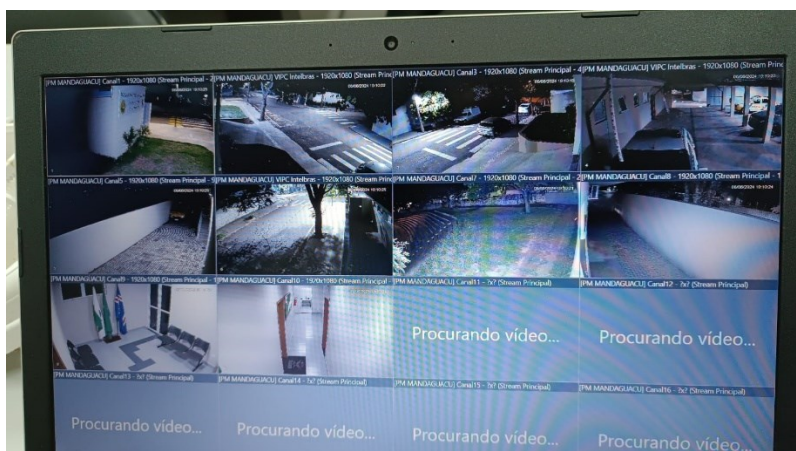 [PM MANDAGUACU] Canal1 - 1920x1080 (Stream Principal - 2
[PM MANDAGUACU] VIPC Intelbras - 1920x1080 (Stream Prin
[PM MANDAGUACU] Canal3 - 1920x1080 (Stream Principal - 4
[PM MANDAGUACU] VIPC Intelbras - 1920x1080 (Stream Princ
[PM MANDAGUACU] Canal5 - 1920x1080 (Stream Principal - 5
[PM MANDAGUACU] VIPC Intelbras - 1920x1080 (Stream Prin
[PM MANDAGUACU] Canal7 - 1920x1080 (Stream Principal - 2
[PM MANDAGUACU] Canal8 - 1920x1080 (Stream Principal - 1
[PM MANDAGUACU] Canal9 - 1920x1080 (Stream Principal - 1
[PM MANDAGUACU] Canal10 - 1920x1080 (Stream Principal -
[PM MANDAGUACU] Canal11 - ?x? (Stream Principal)
[PM MANDAGUACU] Canal12 - ?x? (Stream Principal)
Procurando vídeo...
Procurando vídeo...
[PM MANDAGUACU] Canal13 - ?x? (Stream Principal)
[PM MANDAGUACU] Canal14 - ?x? (Stream Principal)
[PM MANDAGUACU] Canal15 - ?x? (Stream Principal)
[PM MANDAGUACU] Canal16 - ?x? (Stream Principal)
Procurando vídeo...
Procurando vídeo...
Procurando vídeo...
Procurando vídeo...